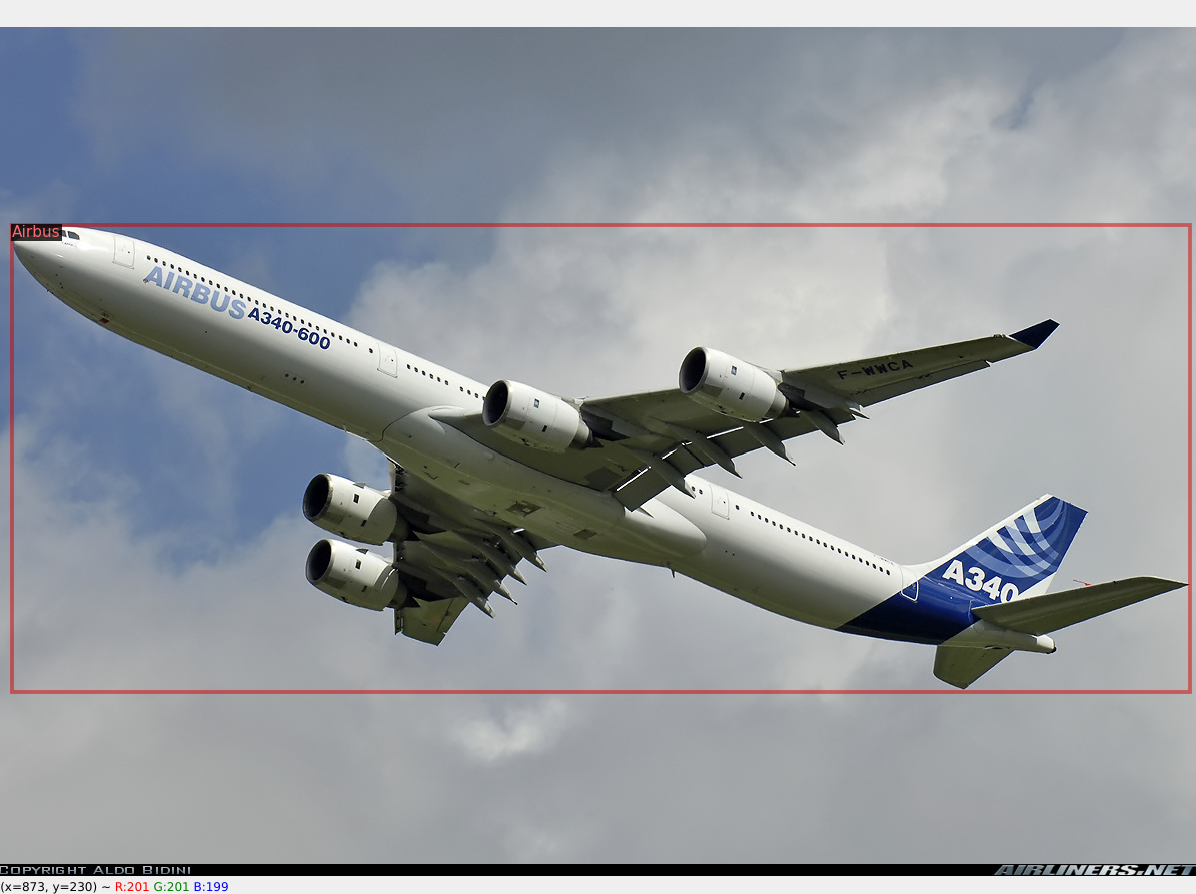 Airbus
AIRBUS A340-600
F-WWCA
A340
COPYRIGHT ALDO BIDINI
AIRLINERS.NET
(x=873, y=230) ~ R:201 G:201 B:199